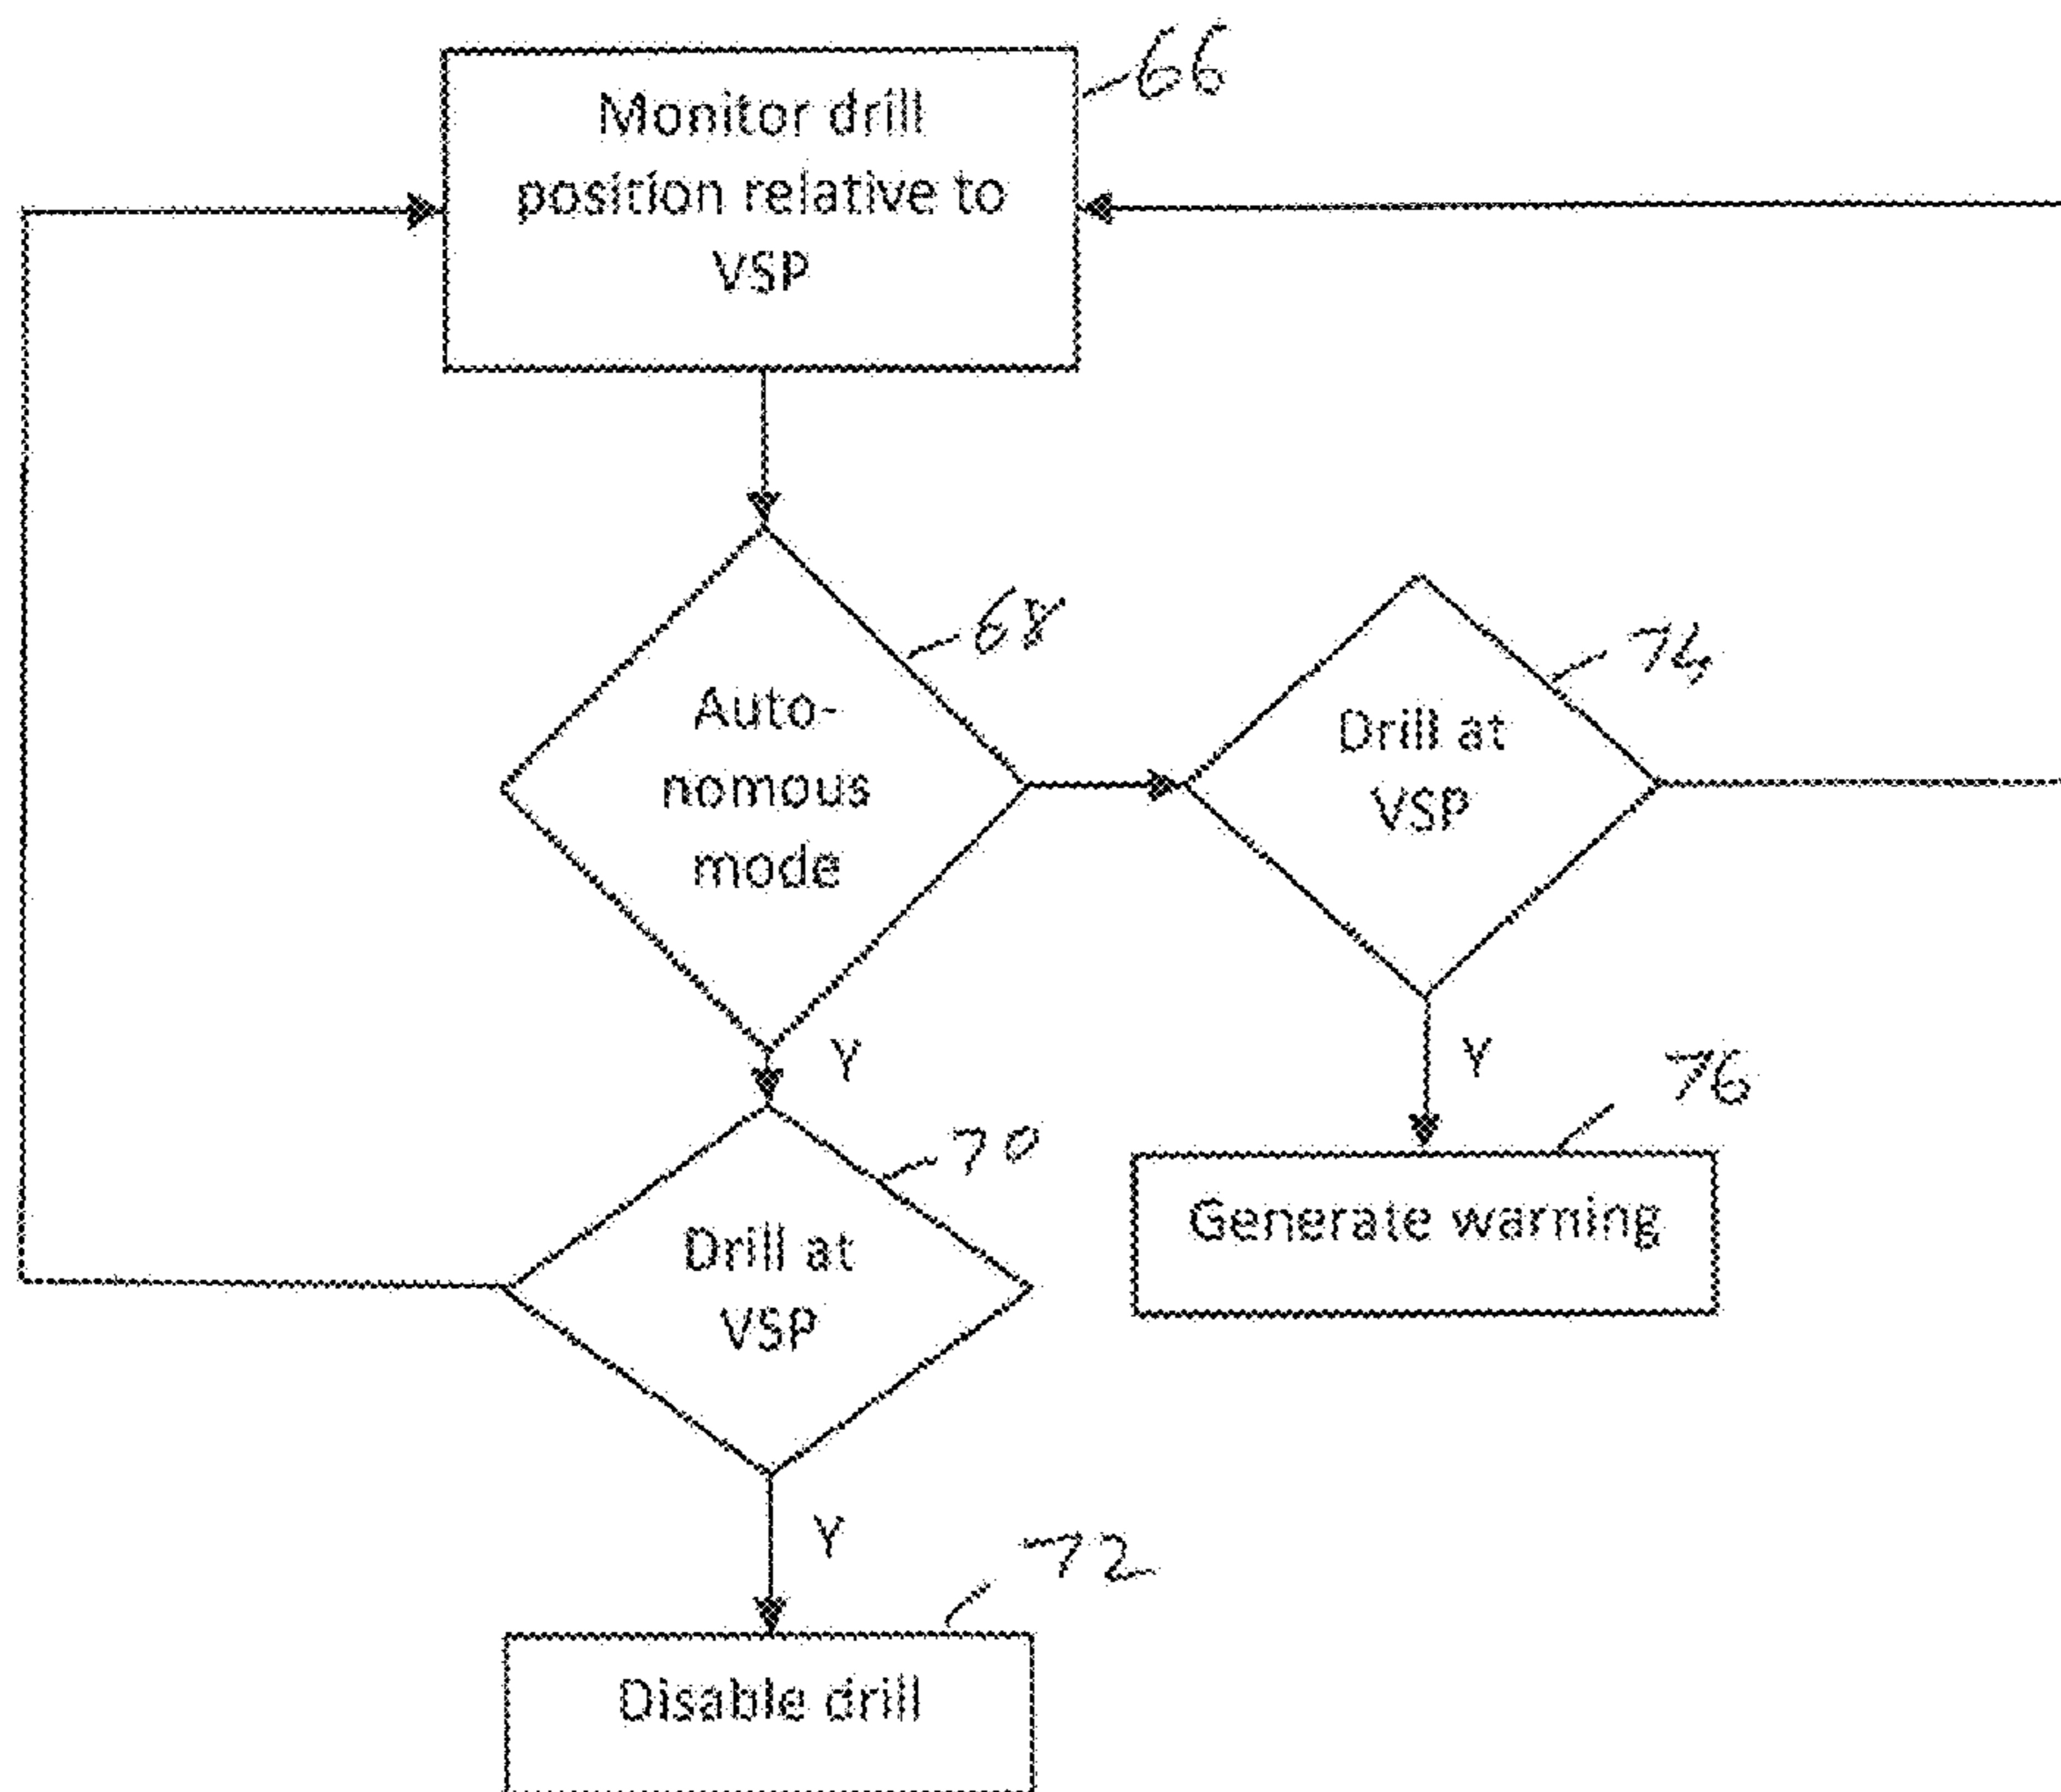 Monitor drill
position relative to
VSP
66
Auto-
nomous
mode
68
Drill at
VSP
74
Y
Y
Drill at
VSP
70
Generate warning
76
Y
Disable drill
72